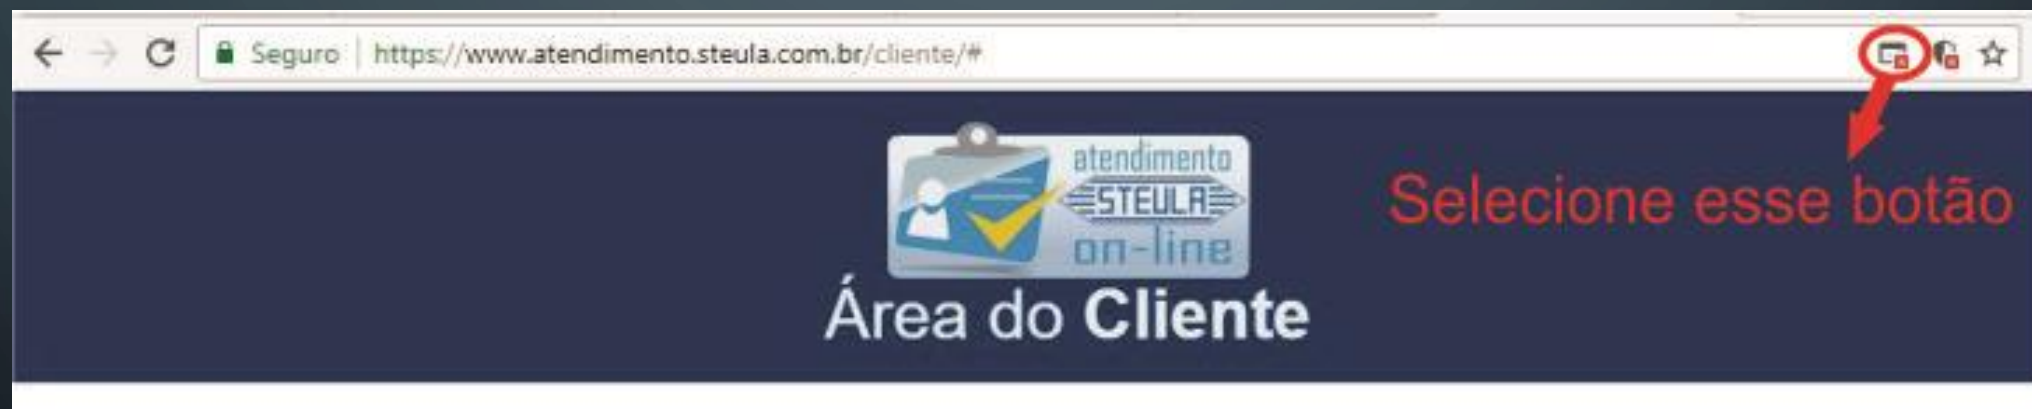 Seguro | https://www.atendimento.steula.com.br/cliente/#
atendimento
STEULA
on-line
Selecione esse botão
Área do Cliente